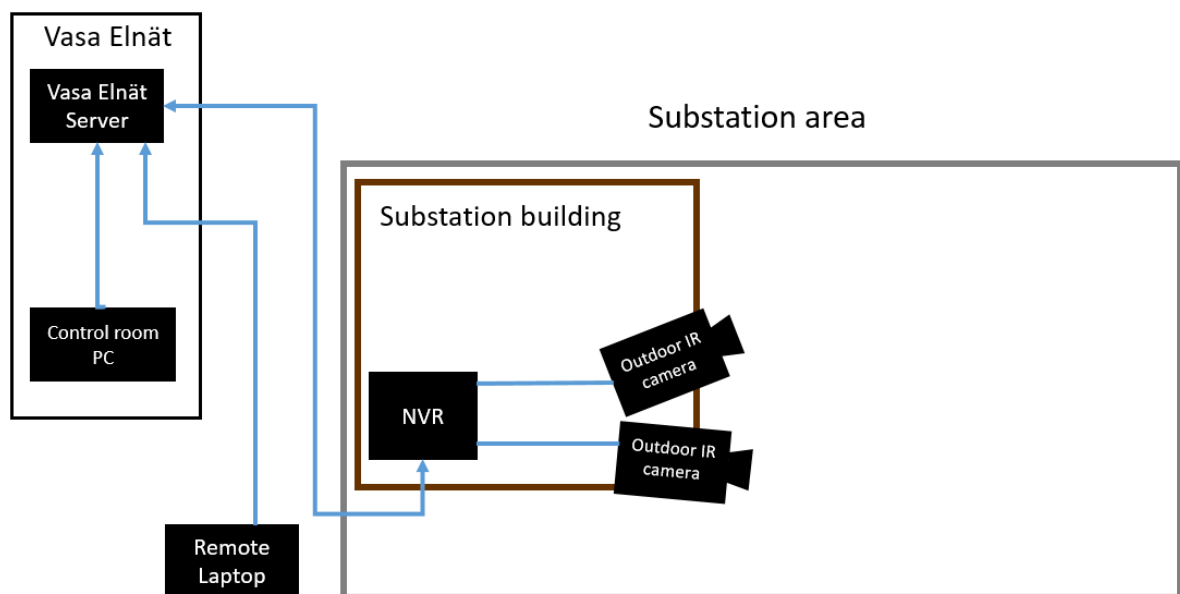 Vasa Elnät
Vasa Elnät
Server
Control room
PC
Remote
Laptop
Substation area
Substation building
NVR
Outdoor IR
camera
Outdoor IR
camera